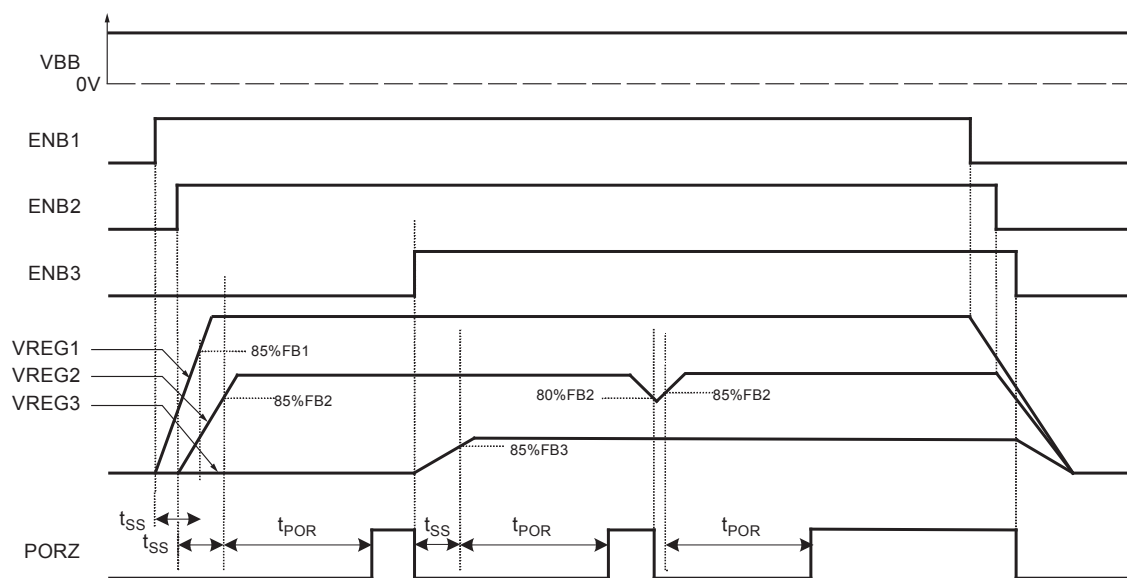 VBB
0V
ENB1
ENB2
ENB3
VREG1
85%FB1
VREG2
80%FB2
85%FB2
85%FB2
VREG3
85%FB3
tSS
tSS
tPOR
tSS
tPOR
tPOR
PORZ